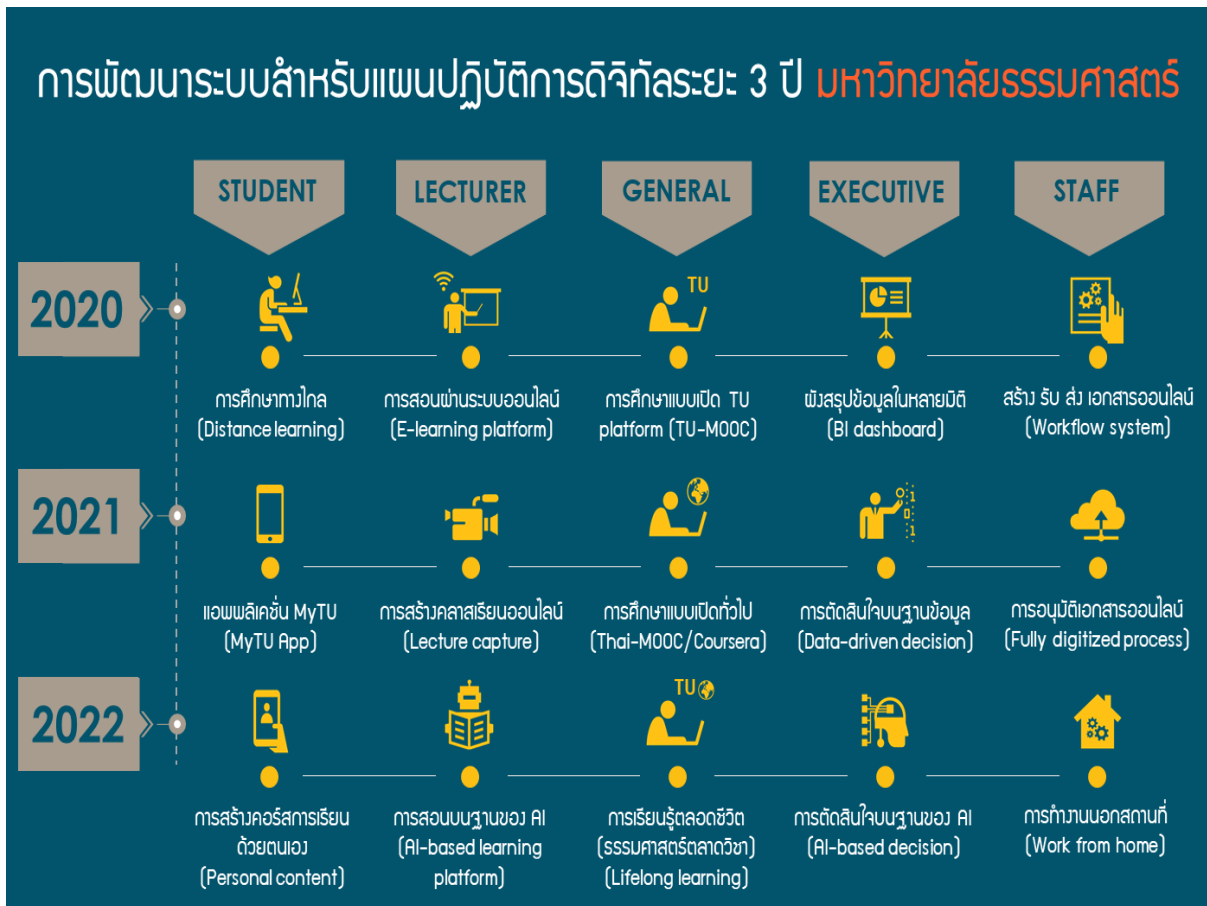 การพัฒนาระบบสำหรับแผนปฏิบัติการดิจิทัลระยะ 3 ปี มหาวิทยาลัยธรรมศาสตร์
STUDENT
LECTURER
GENERAL
EXECUTIVE
STAFF
2020
TU
การศึกษาทางไกล
(Distance learning)
การสอนผ่านระบบออนไลน์
(E-learning platform)
การศึกษาแบบเปิด TU
platform (TU-MOOC)
ผังสรุปข้อมูลในหลายมิติ
(BI dashboard)
สร้าง รับ ส่ง เอกสารออนไลน์
(Workflow system)
2021
แอพพลิเคชั่น MyTU
(MyTU App)
การสร้างคลาสเรียนออนไลน์
(Lecture capture)
การศึกษาแบบเปิดทั่วไป
(Thai-MOOC/Coursera)
การตัดสินใจบนฐานข้อมูล
(Data-driven decision)
การอนุมัติเอกสารออนไลน์
(Fully digitized process)
2022
TU
การสร้างคอร์สการเรียน
ด้วยตนเอง
(Personal content)
การสอนบนฐานของ AI
(AI-based learning
platform)
การเรียนรู้ตลอดชีวิต
(ธรรมศาสตร์ตลาดวิชา)
(Lifelong learning)
การตัดสินใจบนฐานของ AI
(AI-based decision)
การทำงานนอกสถานที่
(Work from home)